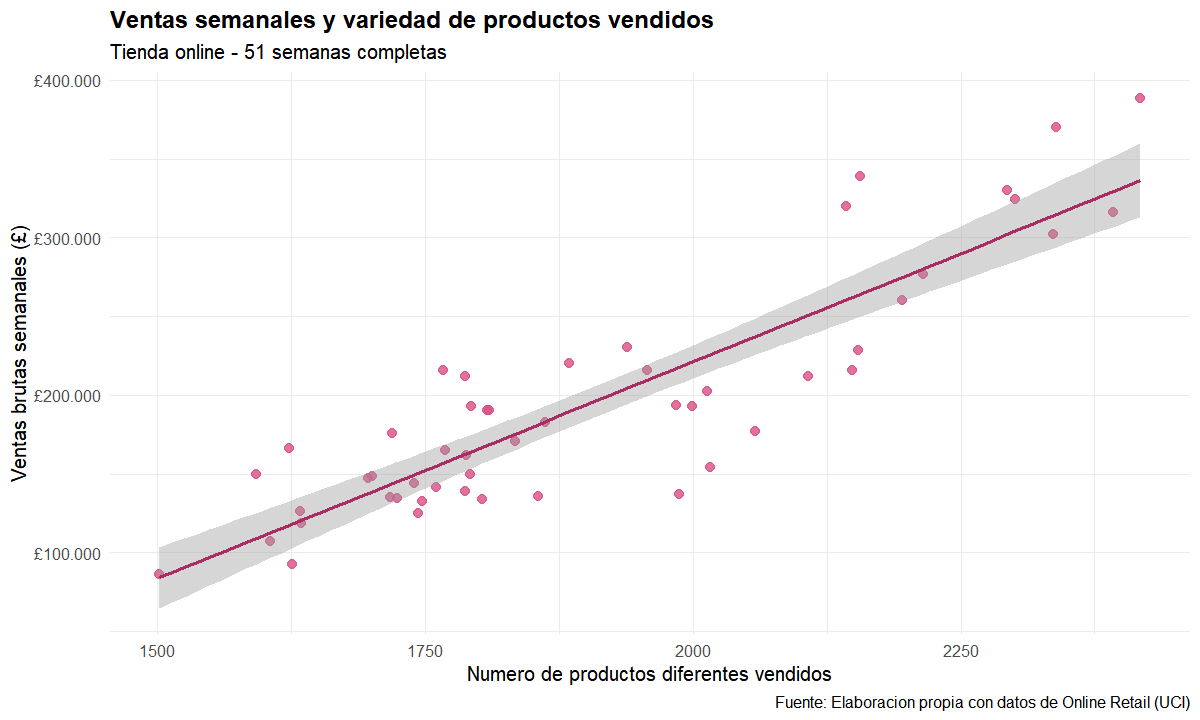 Ventas semanales y variedad de productos vendidos
Tienda online - 51 semanas completas
£400.000
£300.000
£200.000
£100.000
Ventas brutas semanales (£)
1500
1750
2000
2250
Numero de productos diferentes vendidos
Fuente: Elaboracion propia con datos de Online Retail (UCI)